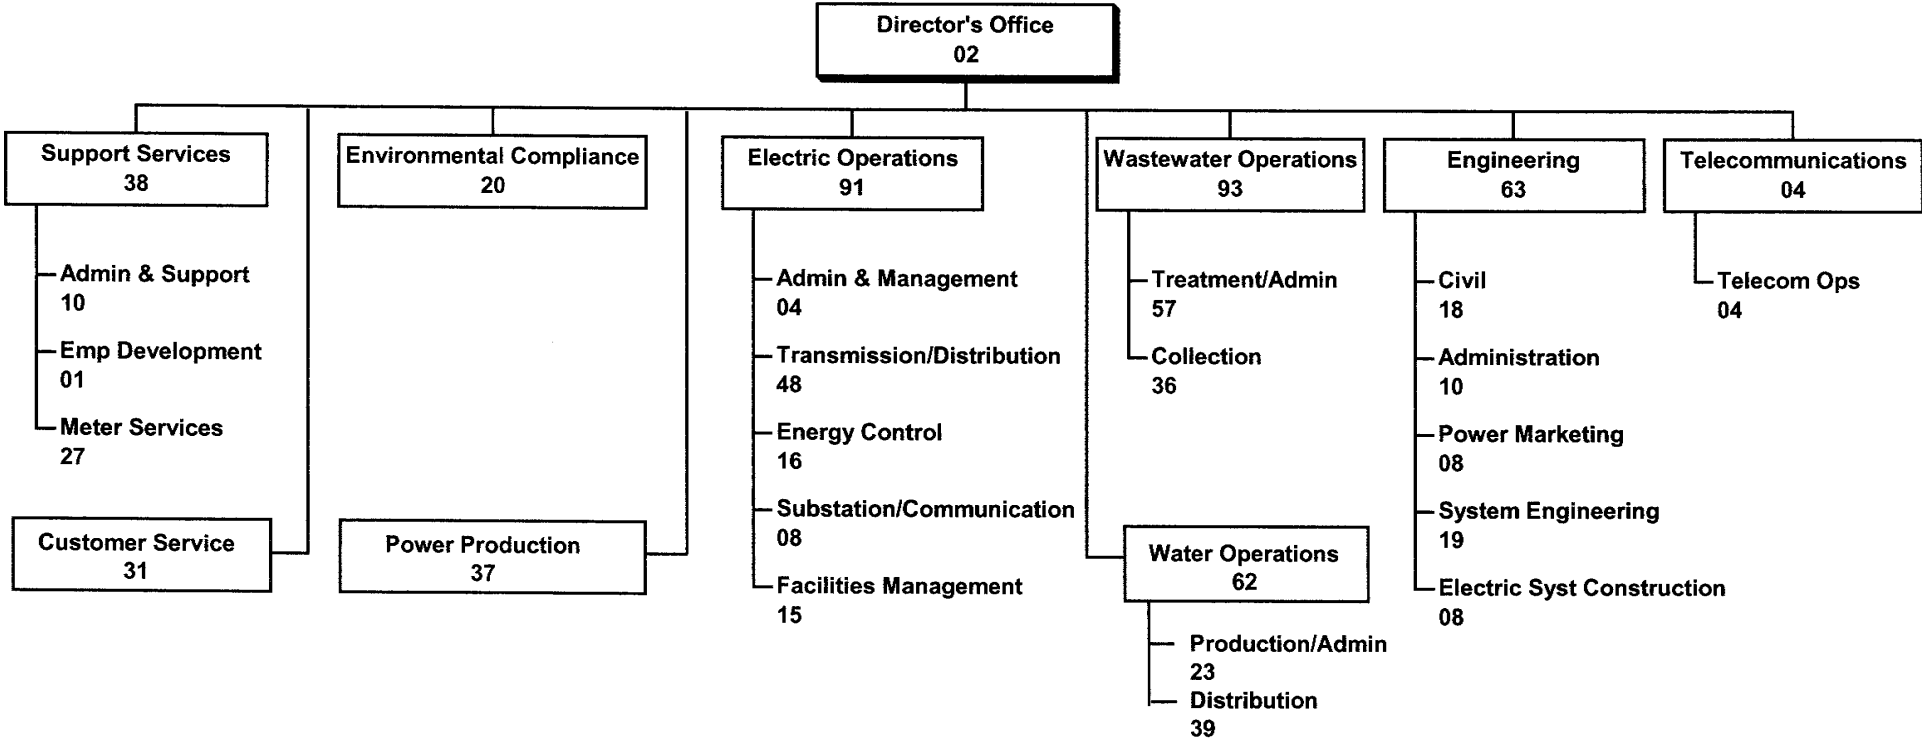 Director's Office
02
Support Services
38
Admin & Support
10
Emp Development
01
Meter Services
27
Customer Service
31
Environmental Compliance
20
Power Production
37
Electric Operations
91
Admin & Management
04
Transmission/Distribution
48
Energy Control
16
Substation/Communication
08
Facilities Management
15
Wastewater Operations
93
Treatment/Admin
57
Collection
36
Water Operations
62
Production/Admin
23
Distribution
39
Engineering
63
Civil
18
Administration
10
Power Marketing
08
System Engineering
19
Electric Syst Construction
08
Telecommunications
04
Telecom Ops
04